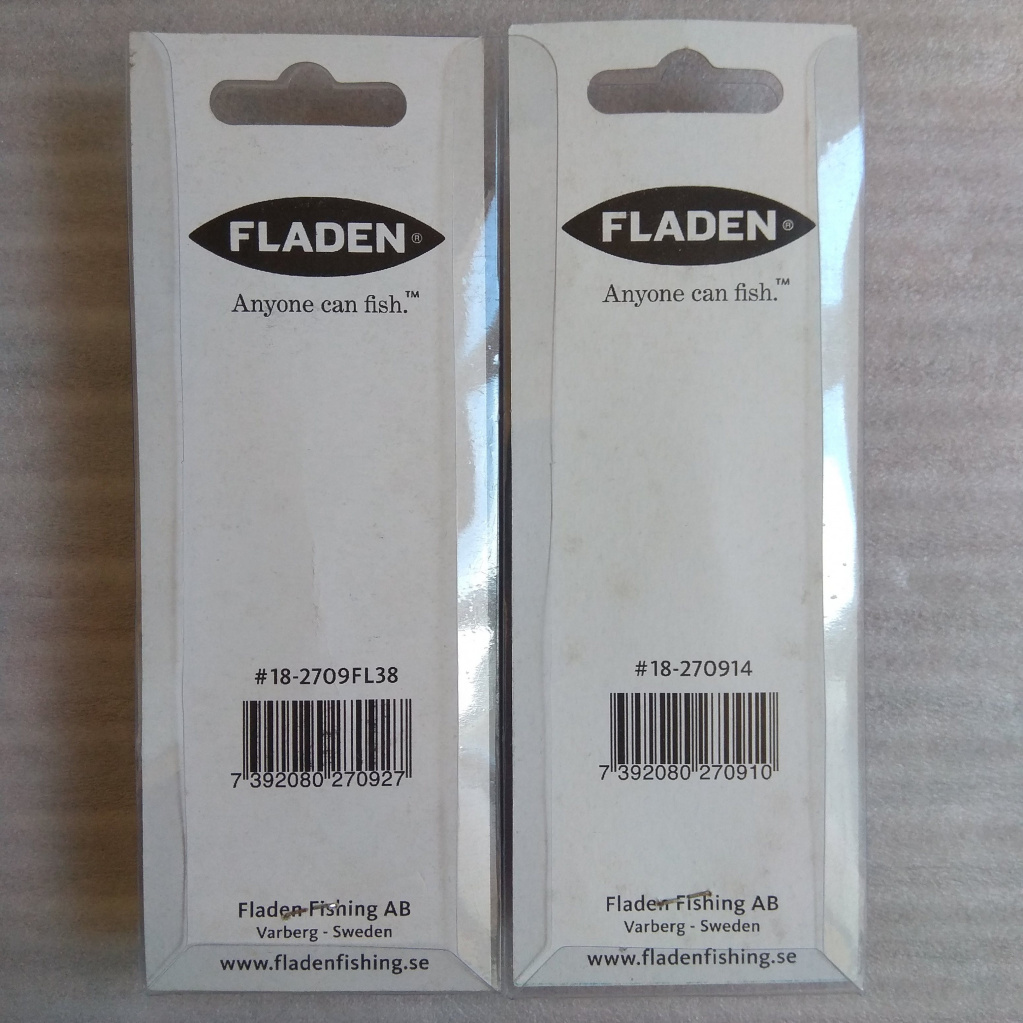 FLADEN®
Anyone can fish.™
#18-2709FL38
7 392080 270927
Fladen Fishing AB
Varberg - Sweden
www.fladenfishing.se
FLADEN®
Anyone can fish.™
#18-270914
7 392080 270910
Fladen Fishing AB
Varberg - Sweden
www.fladenfishing.se